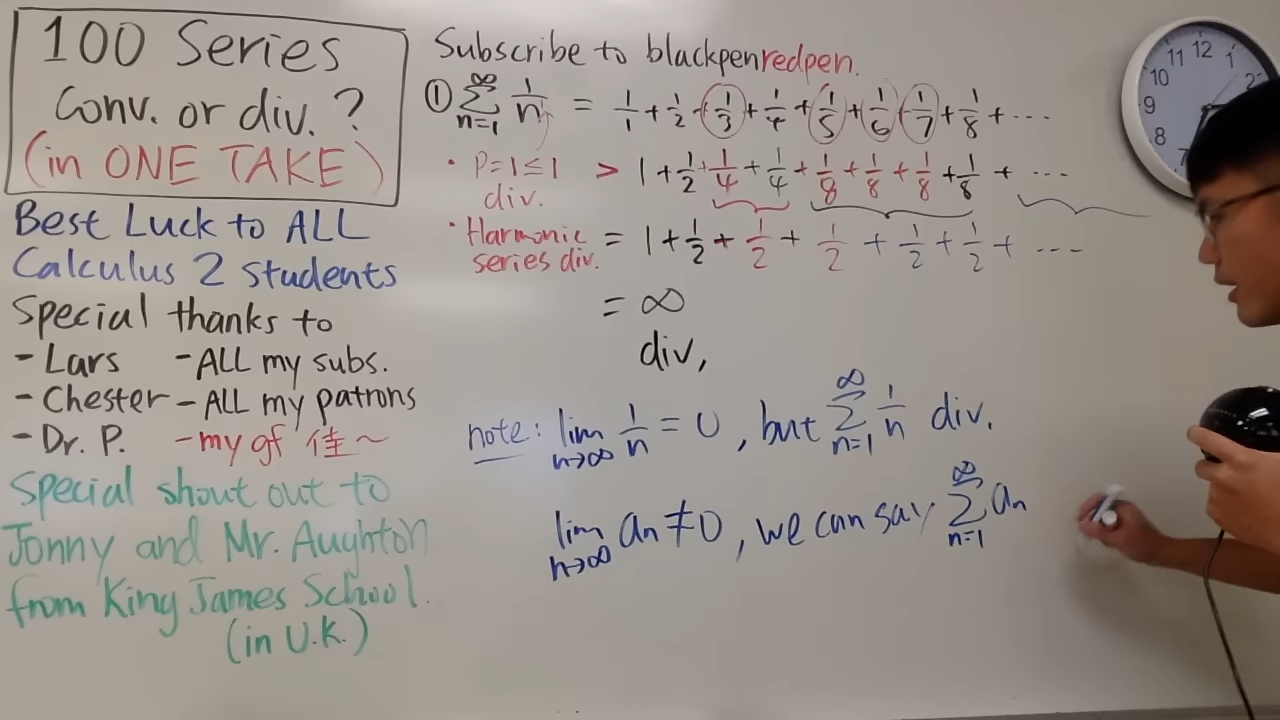 100 Series
Conv. or div. ?
(in ONE TAKE)
Best Luck to ALL
Calculus 2 students
Special thanks to
- Lars - ALL my subs.
- Chester - ALL my patrons
- Dr. P. - my gf 佳~
Special shout out to
Jonny and Mr. Aughton
from King James School.
(in U.K.)
Subscribe to blackpenredpen.
① ∑_{n=1}^{∞} 1/n¹ = 1/1 + 1/2 + 1/3 + 1/4 + 1/5 + 1/6 + 1/7 + 1/8 + ...
• P=1≤1 > 1 + 1/2 + 1/4 + 1/4 + 1/8 + 1/8 + 1/8 + 1/8 + ...
div.
• Harmonic = 1 + 1/2 + 1/2 + 1/2 + 1/2 + 1/2 + ...
series div.
= ∞
div,
note: lim_{n→∞} 1/n = 0, but ∑_{n=1}^{∞} 1/n div.
lim_{n→∞} an ≠ 0, we can say ∑_{n=1}^{∞} an
11 12 1
10 2
9
8
7